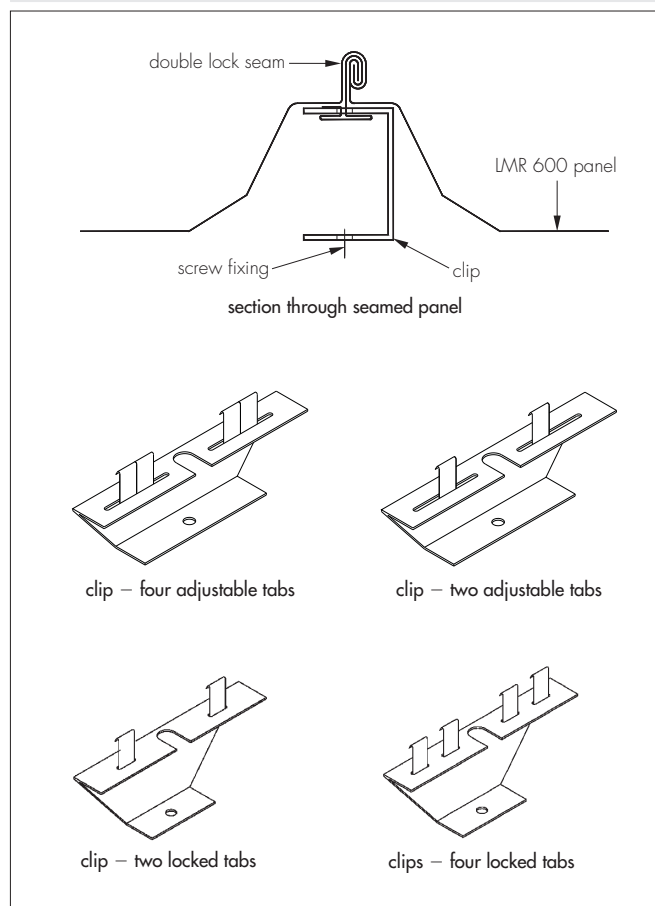 double lock seam
LMR 600 panel
screw fixing
clip
section through seamed panel
clip – four adjustable tabs
clip – two adjustable tabs
clip – two locked tabs
clips – four locked tabs